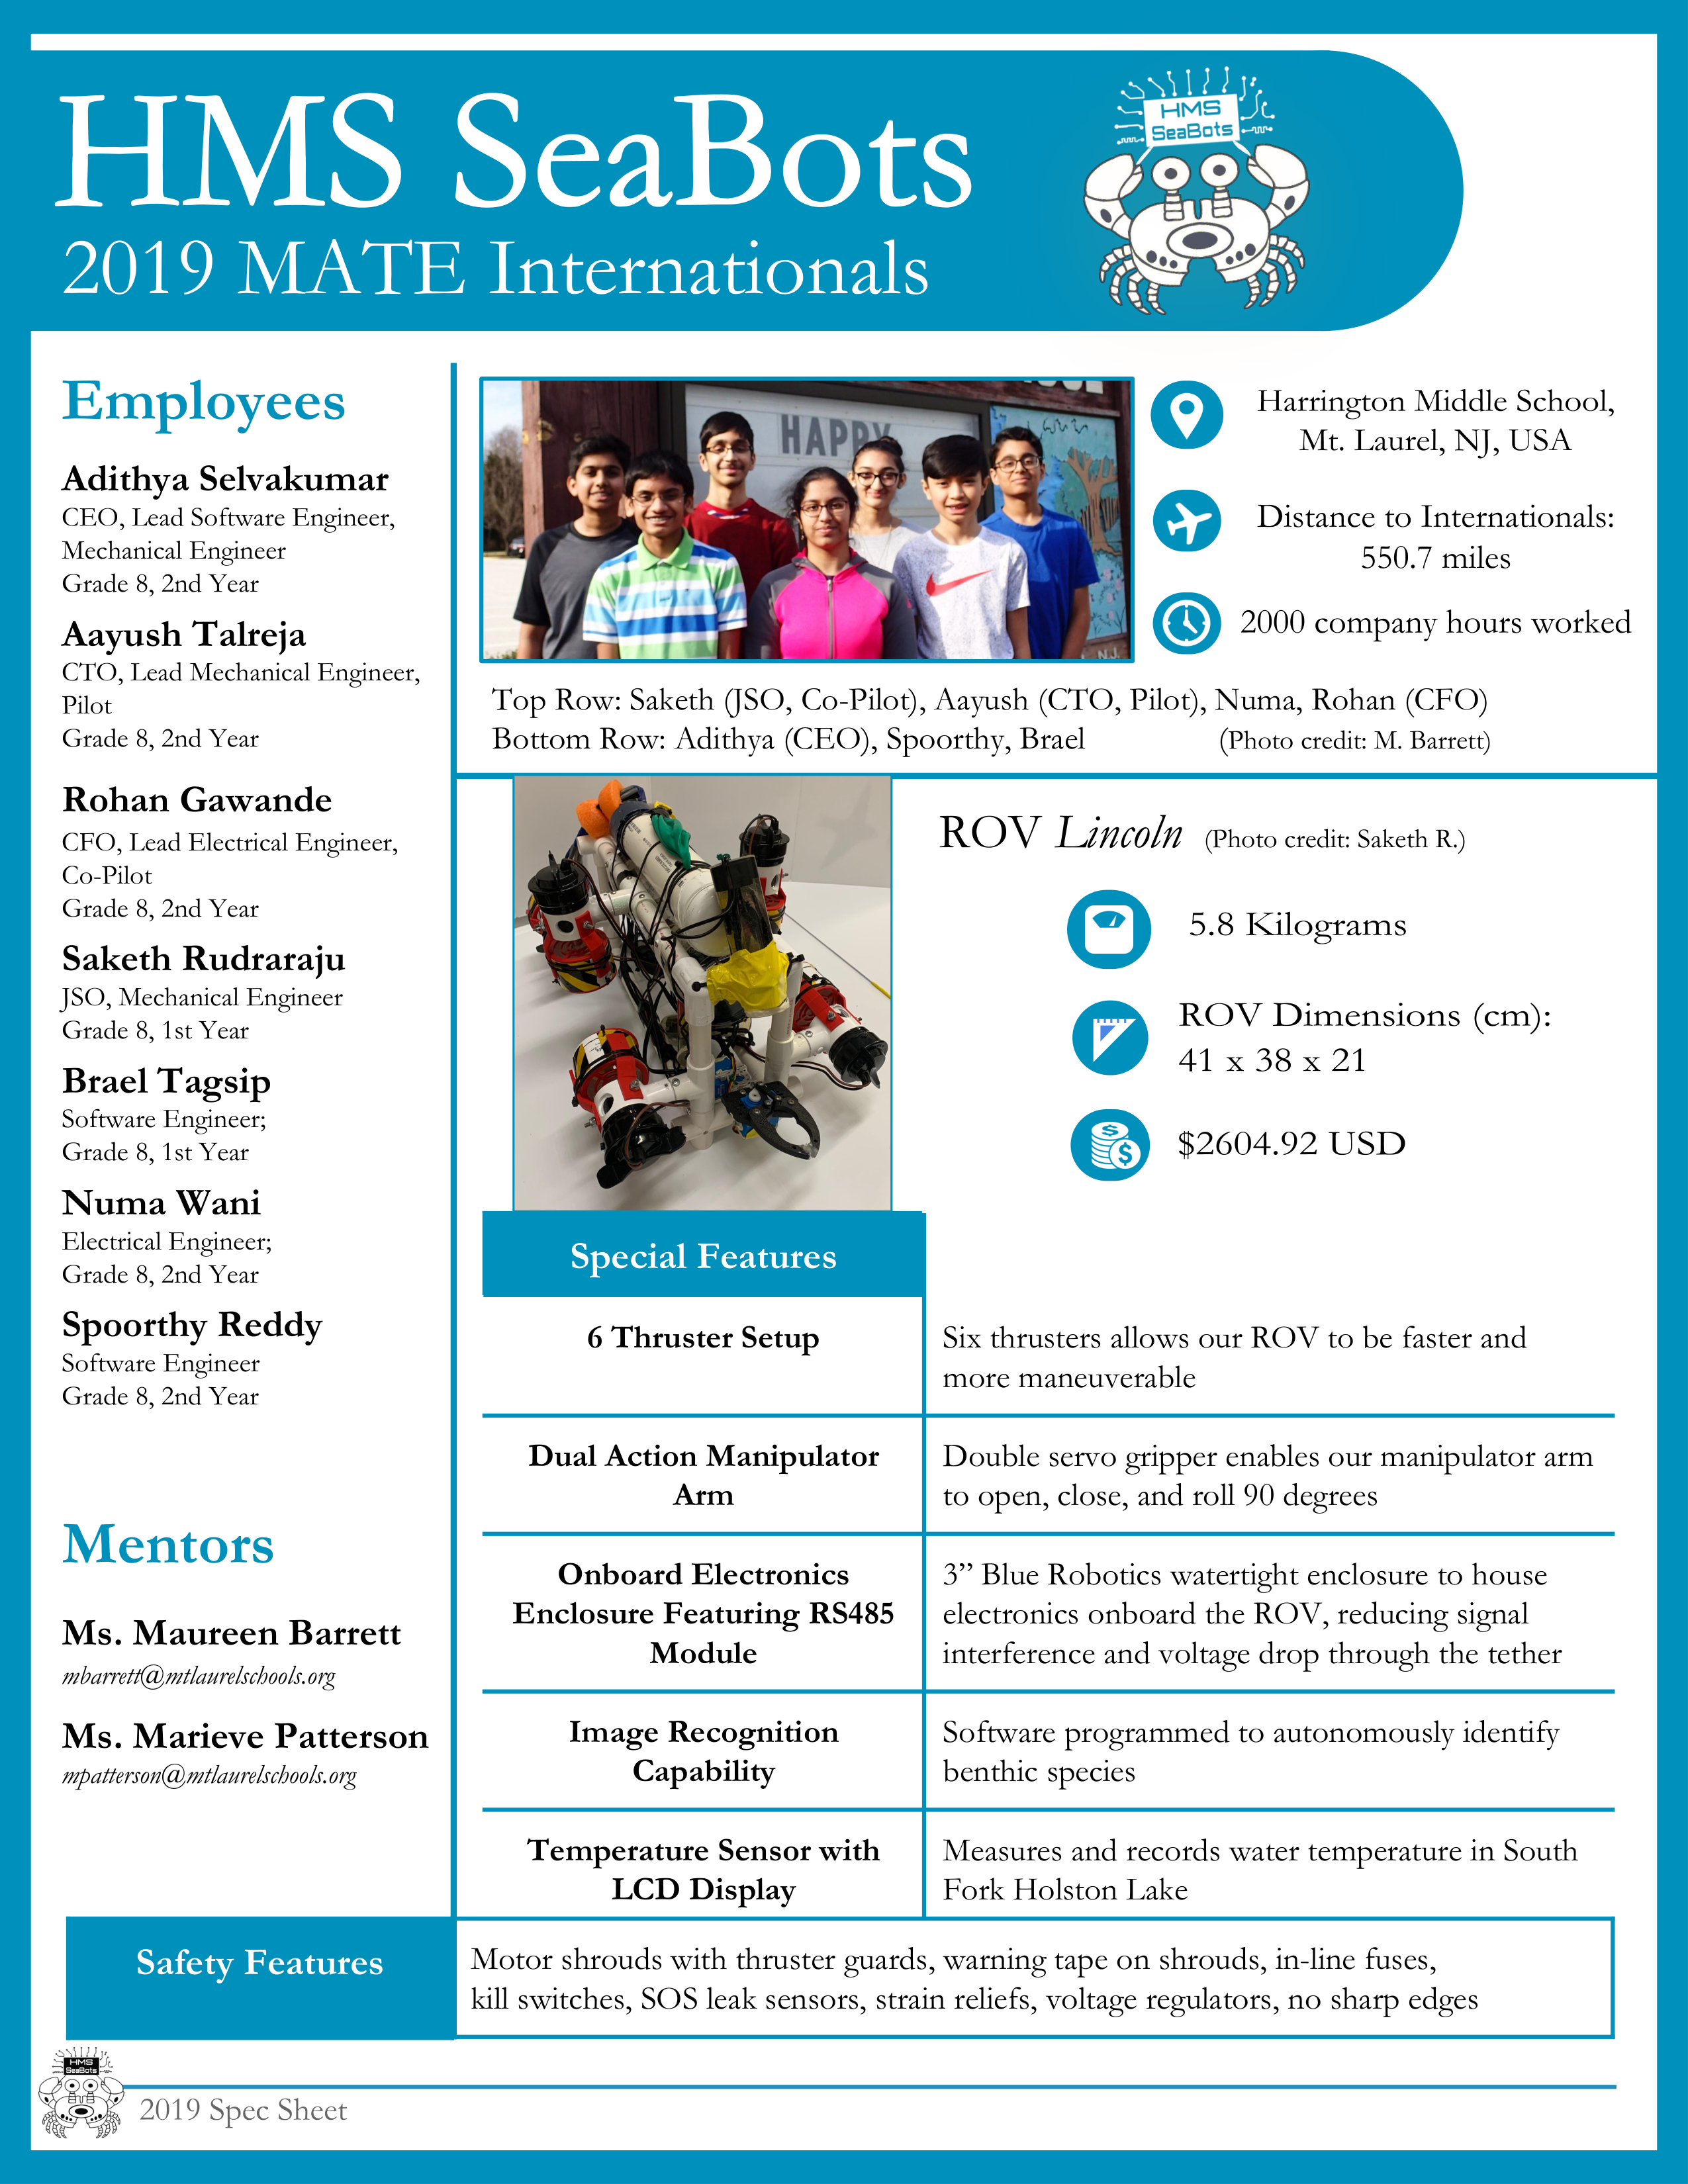 HMS SeaBots
2019 MATE Internationals
HMS
SeaBots
Employees
Adithya Selvakumar
CEO, Lead Software Engineer,
Mechanical Engineer
Grade 8, 2nd Year
Aayush Talreja
CTO, Lead Mechanical Engineer,
Pilot
Grade 8, 2nd Year
Rohan Gawande
CFO, Lead Electrical Engineer,
Co-Pilot
Grade 8, 2nd Year
Saketh Rudraraju
JSO, Mechanical Engineer
Grade 8, 1st Year
Brael Tagsip
Software Engineer;
Grade 8, 1st Year
Numa Wani
Electrical Engineer;
Grade 8, 2nd Year
Spoorthy Reddy
Software Engineer
Grade 8, 2nd Year
Mentors
Ms. Maureen Barrett
mbarrett@mtlaurelschools.org
Ms. Marieve Patterson
mpatterson@mtlaurelschools.org
HAPPY
N.J.
Harrington Middle School,
Mt. Laurel, NJ, USA
Distance to Internationals:
550.7 miles
2000 company hours worked
Top Row: Saketh (JSO, Co-Pilot), Aayush (CTO, Pilot), Numa, Rohan (CFO)
Bottom Row: Adithya (CEO), Spoorthy, Brael (Photo credit: M. Barrett)
ROV Lincoln (Photo credit: Saketh R.)
5.8 Kilograms
ROV Dimensions (cm):
41 x 38 x 21
$2604.92 USD
Special Features
6 Thruster Setup
Six thrusters allows our ROV to be faster and
more maneuverable
Dual Action Manipulator
Arm
Double servo gripper enables our manipulator arm
to open, close, and roll 90 degrees
Onboard Electronics
Enclosure Featuring RS485
Module
3” Blue Robotics watertight enclosure to house
electronics onboard the ROV, reducing signal
interference and voltage drop through the tether
Image Recognition
Capability
Software programmed to autonomously identify
benthic species
Temperature Sensor with
LCD Display
Measures and records water temperature in South
Fork Holston Lake
Safety Features
Motor shrouds with thruster guards, warning tape on shrouds, in-line fuses,
kill switches, SOS leak sensors, strain reliefs, voltage regulators, no sharp edges
HMS
SeaBots
2019 Spec Sheet